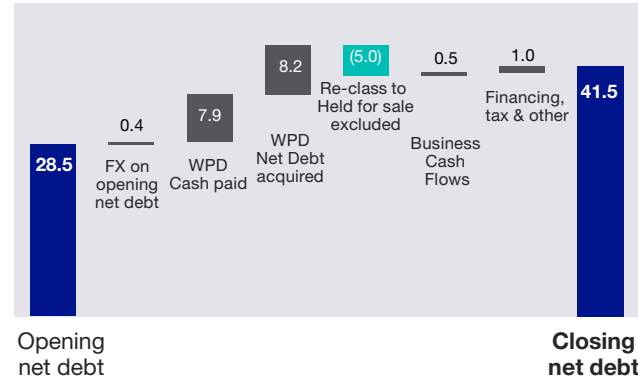 28.5
0.4
FX on
opening
net debt
7.9
WPD
Cash paid
8.2
WPD
Net Debt
acquired
(5.0)
Re-class to
Held for sale
excluded
0.5
Business
Cash
Flows
1.0
Financing,
tax & other
41.5
Opening
net debt
Closing
net debt